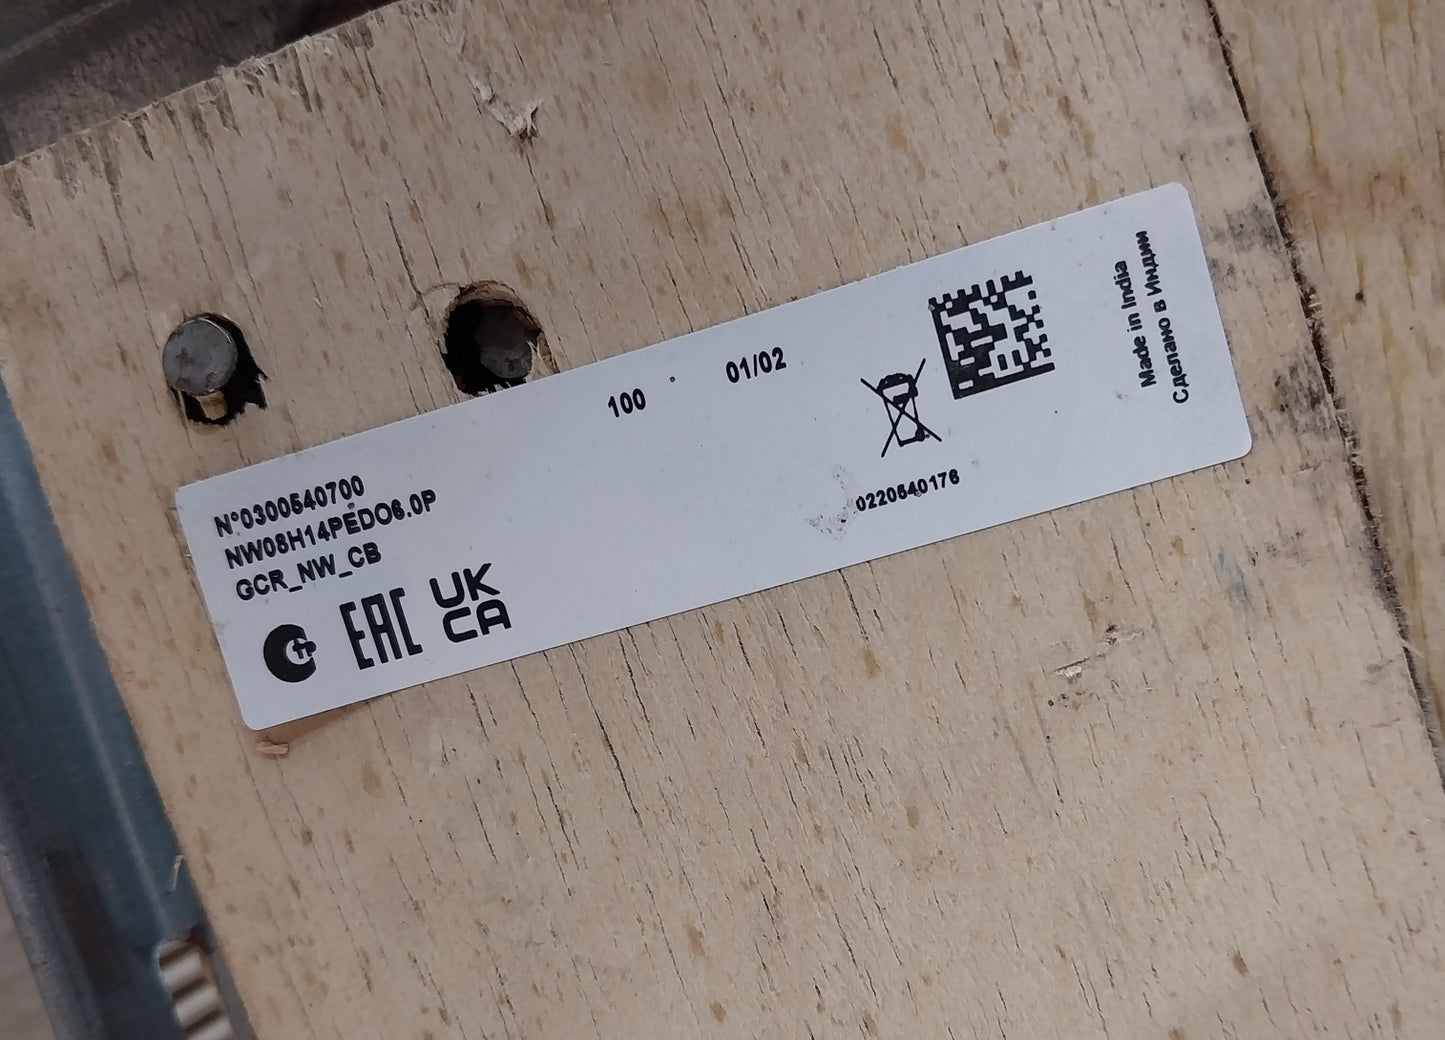 100
01/02
N°0300540700
NW08H14PEDO6.0P
GCR_NW_CB
EAC
UK
CA
0220540176
Made in India
Сделано в Индии